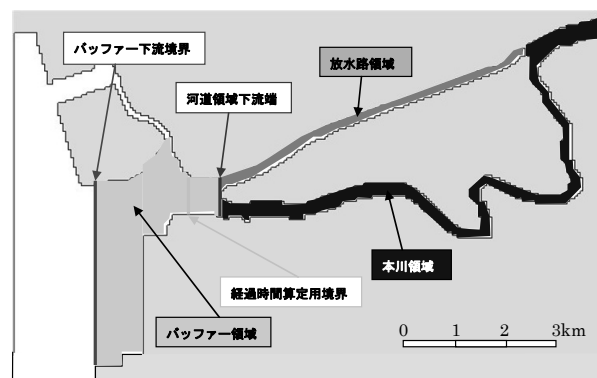 バッファー下流境界
放水路領域
河道領域下流端
本川領域
経過時間算定用境界
バッファー領域
0 1 2 3km